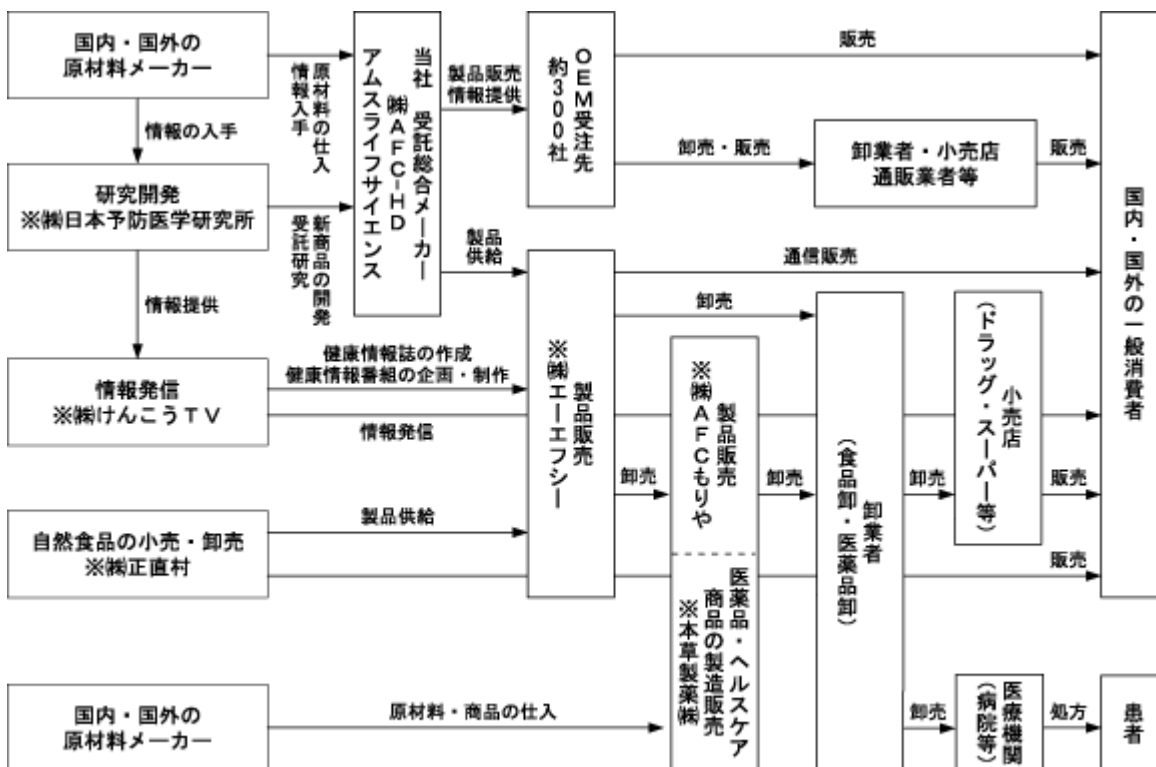 国内・国外の
原材料メーカー
情報の入手
研究開発
※㈱日本予防医学研究所
情報提供
情報発信
※㈱けんこうＴＶ
自然食品の小売・卸売
※㈱正直村
国内・国外の
原材料メーカー
原材料の仕入
情報入手
新商品の開発
受託研究
当社　受託総合メーカー
㈱ＡＦＣ−ＨＤ
アムスライフサイエンス
製品販売
情報提供
製品
供給
健康情報誌の作成
健康情報番組の企画・制作
情報発信
製品供給
原材料・商品の仕入
ＯＥＭ受注先
約３００社
製品販売
※㈱エーエフシー
販売
卸売・販売
卸業者・小売店
通販業者等
販売
通信販売
卸売
卸売
製品販売
※㈱ＡＦＣもりや
医薬品・ヘルスケア
商品の製造販売
※本草製薬㈱
卸売
卸業者
（食品卸・医薬品卸）
卸売
小売店
（ドラッグ・スーパー等）
販売
販売
国内・国外の一般消費者
卸売
医療機関
（病院等）
処方
患者